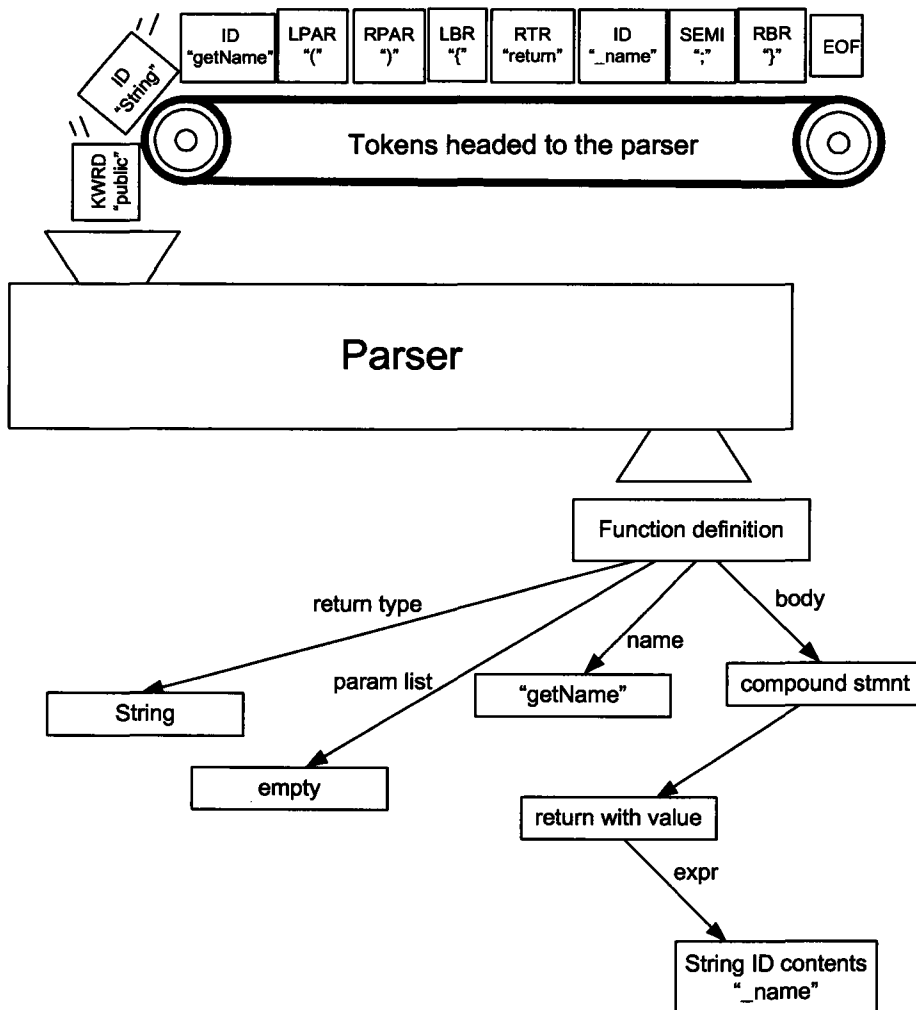 ID
"getName"
LPAR
"("
RPAR
")"
LBR
"{"
RTR
"return"
ID
"_name"
SEMI
";"
RBR
"}"
EOF
ID
"String"
KWRD
"public"
Tokens headed to the parser
Parser
Function definition
return type
param list
name
body
String
empty
"getName"
compound stmnt
return with value
expr
String ID contents
"_name"